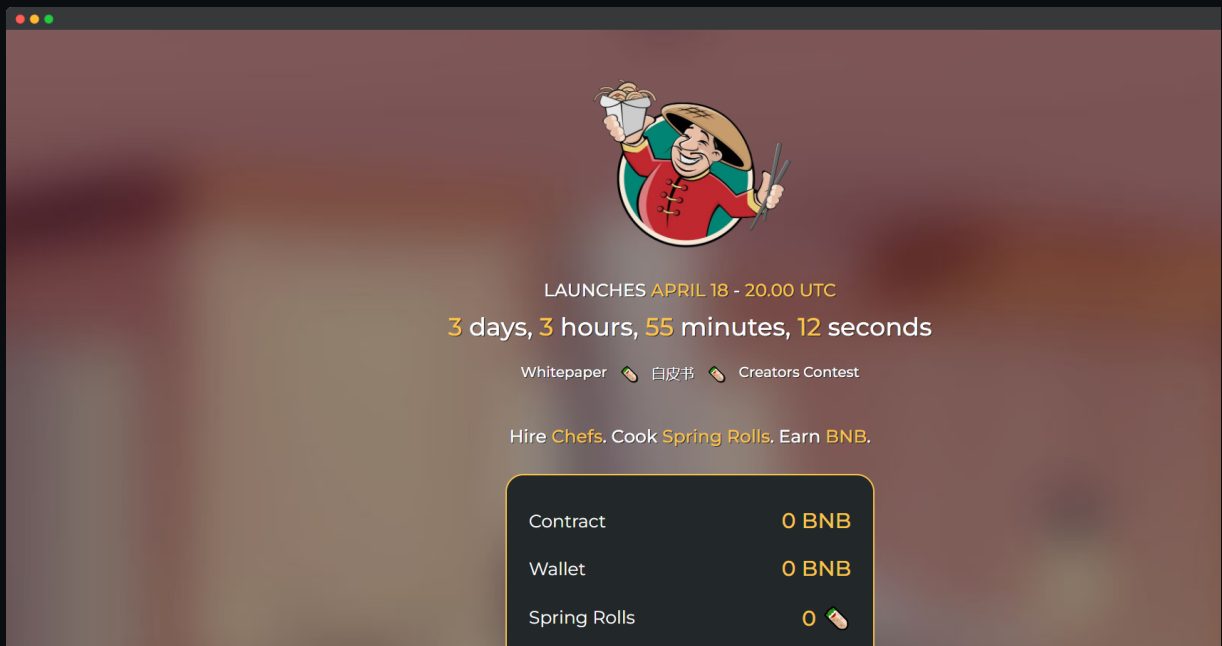 LAUNCHES APRIL 18 - 20.00 UTC
3 days, 3 hours, 55 minutes, 12 seconds
Whitepaper 白皮书 Creators Contest
Hire Chefs. Cook Spring Rolls. Earn BNB.
Contract 0 BNB
Wallet 0 BNB
Spring Rolls 0